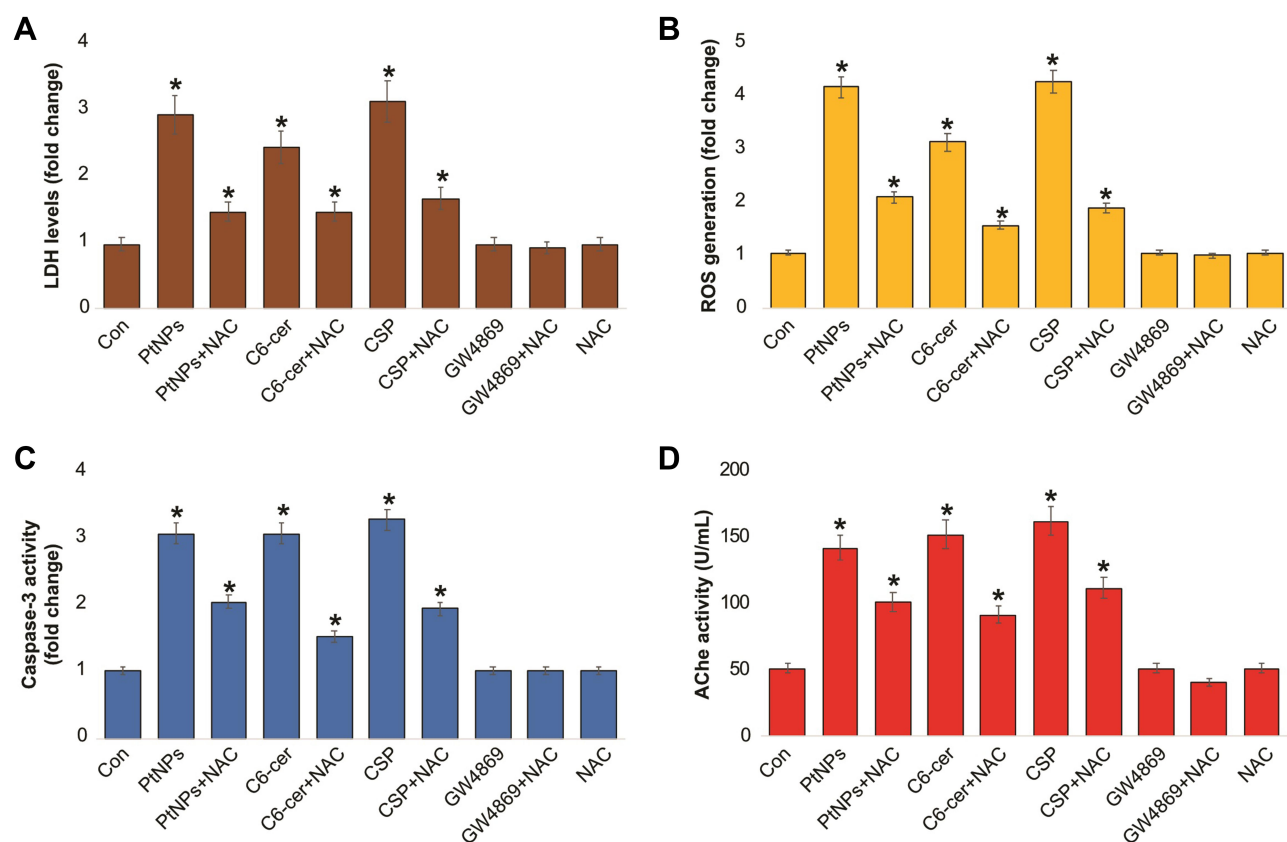 A
LDH levels (fold change)
4
3
2
1
0
* * * * * *
Con PtNPs PtNPs+NAC C6-cer C6-cer+NAC CSP CSP+NAC GW4869 GW4869+NAC NAC
B
ROS generation (fold change)
5
4
3
2
1
0
* * * * * *
Con PtNPs PtNPs+NAC C6-cer C6-cer+NAC CSP CSP+NAC GW4869 GW4869+NAC NAC
C
Caspase-3 activity
(fold change)
4
3
2
1
0
* * * * * *
Con PtNPs PtNPs+NAC C6-cer C6-cer+NAC CSP CSP+NAC GW4869 GW4869+NAC NAC
D
AChe activity (U/mL)
200
150
100
50
0
* * * * * *
Con PtNPs PtNPs+NAC C6-cer C6-cer+NAC CSP CSP+NAC GW4869 GW4869+NAC NAC